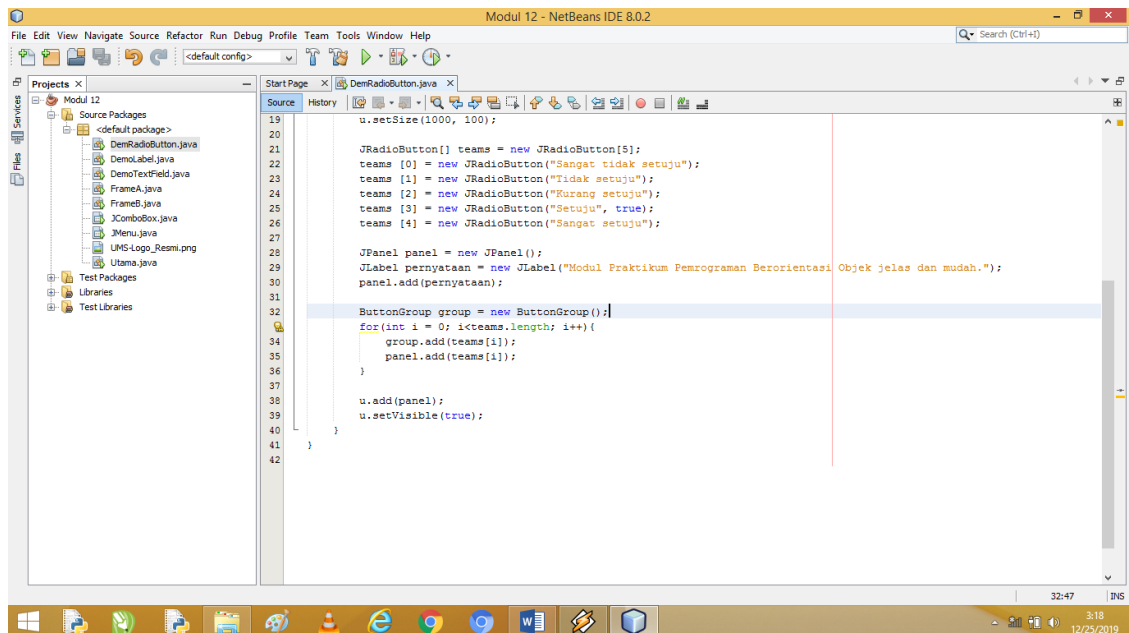 Modul 12 - NetBeans IDE 8.0.2
File Edit View Navigate Source Refactor Run Debug Profile Team Tools Window Help
Search (Ctrl+I)
<default config>
Projects
Services
Files
Modul 12
Source Packages
<default package>
DemRadioButton.java
DemoLabel.java
DemoTextField.java
FrameA.java
FrameB.java
JComboBox.java
JMenu.java
UMS-Logo_Resmi.png
Utama.java
Test Packages
Libraries
Test Libraries
Start Page DemRadioButton.java
Source History
19 u.setSize(1000, 100);
20
21 JRadioButton[] teams = new JRadioButton[5];
22 teams [0] = new JRadioButton("Sangat tidak setuju");
23 teams [1] = new JRadioButton("Tidak setuju");
24 teams [2] = new JRadioButton("Kurang setuju");
25 teams [3] = new JRadioButton("Setuju", true);
26 teams [4] = new JRadioButton("Sangat setuju");
27
28 JPanel panel = new JPanel();
29 JLabel pernyataan = new JLabel("Modul Praktikum Pemrograman Berorientasi Objek jelas dan mudah.");
30 panel.add(pernyataan);
31
32 ButtonGroup group = new ButtonGroup();
for(int i = 0; i<teams.length; i++){
34 group.add(teams[i]);
35 panel.add(teams[i]);
36 }
37
38 u.add(panel);
39 u.setVisible(true);
40 }
41 }
42
32:47 INS
3:18
12/25/2019